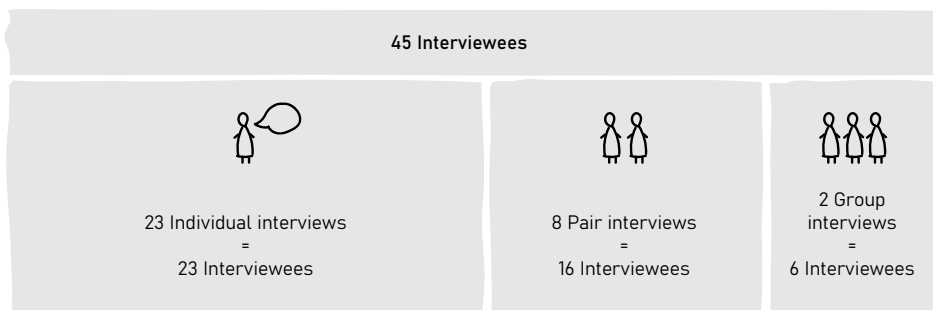 45 Interviewees
23 Individual interviews
=
23 Interviewees
8 Pair interviews
=
16 Interviewees
2 Group
interviews
=
6 Interviewees